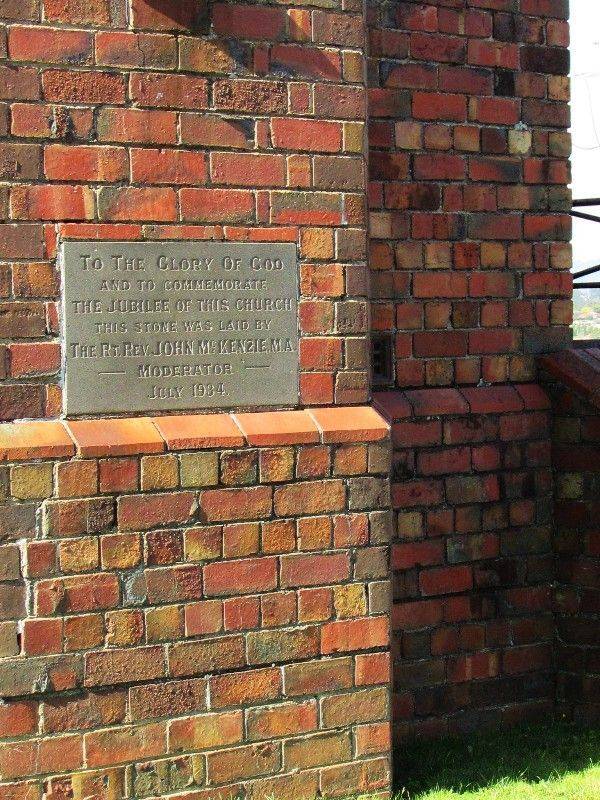 To The Glory Of God
and to commemorate
the Jubilee of this Church
this stone was laid by
The Rt. Rev. John McKenzie, M.A.
— Moderator —
July 1934.